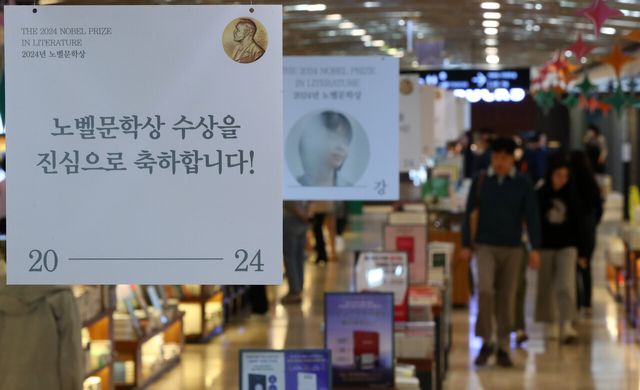 THE 2024 NOBEL PRIZE
IN LITERATURE
2024년 노벨문학상
노벨문학상 수상을
진심으로 축하합니다!
20 24
THE 2024 NOBEL PRIZE
IN LITERATURE
2024년 노벨문학상
강